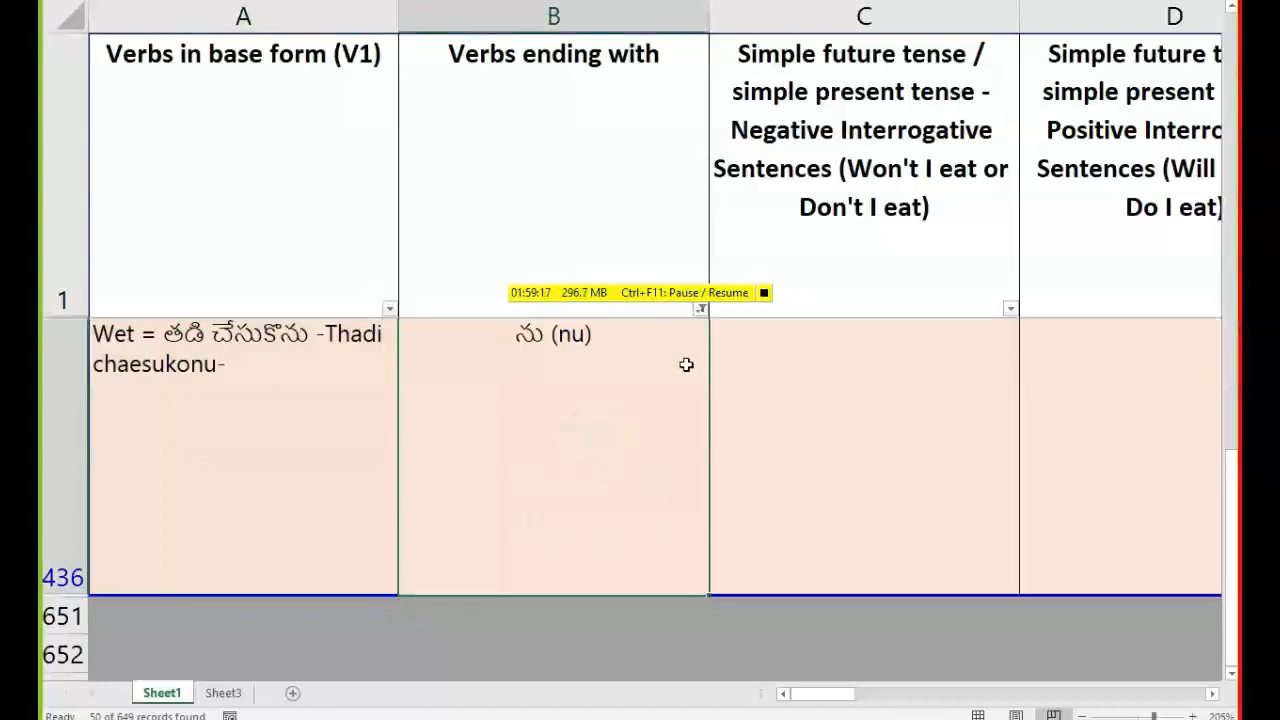 A B C D
Verbs in base form (V1) Verbs ending with Simple future tense / Simple future t
simple present tense - simple present
Negative Interrogative Positive Interro
Sentences (Won't I eat or Sentences (Will
Don't I eat) Do I eat)
01:59:17 296.7 MB Ctrl+F11: Pause / Resume
1
Wet = తడి చేసుకొను -Thadi ను (nu)
chaesukonu-
436
651
652
Sheet1 Sheet3
Ready 50 of 649 records found 205%